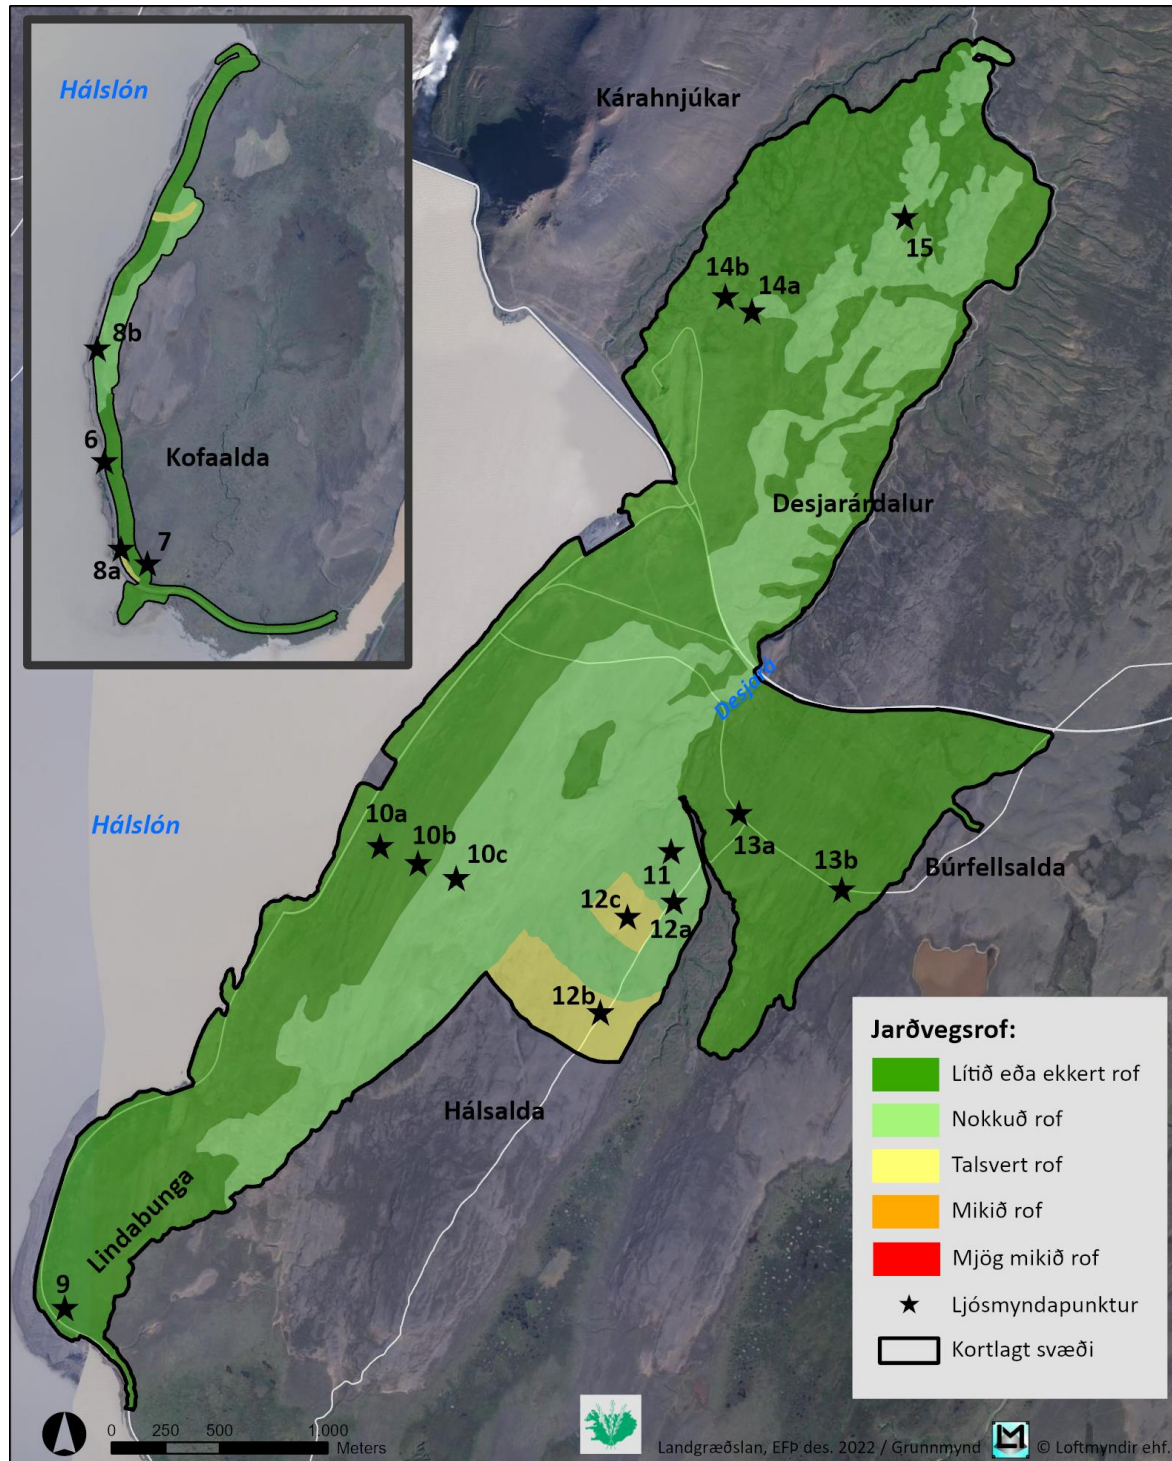 Hálslón
8b
6
Kofaalda
7
8a
Kárahnjúkar
15
14b
14a
Desjarárdalur
Desjará
Hálslón
10a
10b
10c
11
12c
12a
12b
13a
13b
Búrfellsalda
Hálsalda
Lindabunga
9
Jarðvegsrof:
Lítið eða ekkert rof
Nokkuð rof
Talsvert rof
Mikið rof
Mjög mikið rof
Ljósmyndapunktur
Kortlagt svæði
0 250 500 1.000
Meters
Landgræðslan, EFÞ des. 2022 / Grunnmynd LM © Loftmyndir ehf.